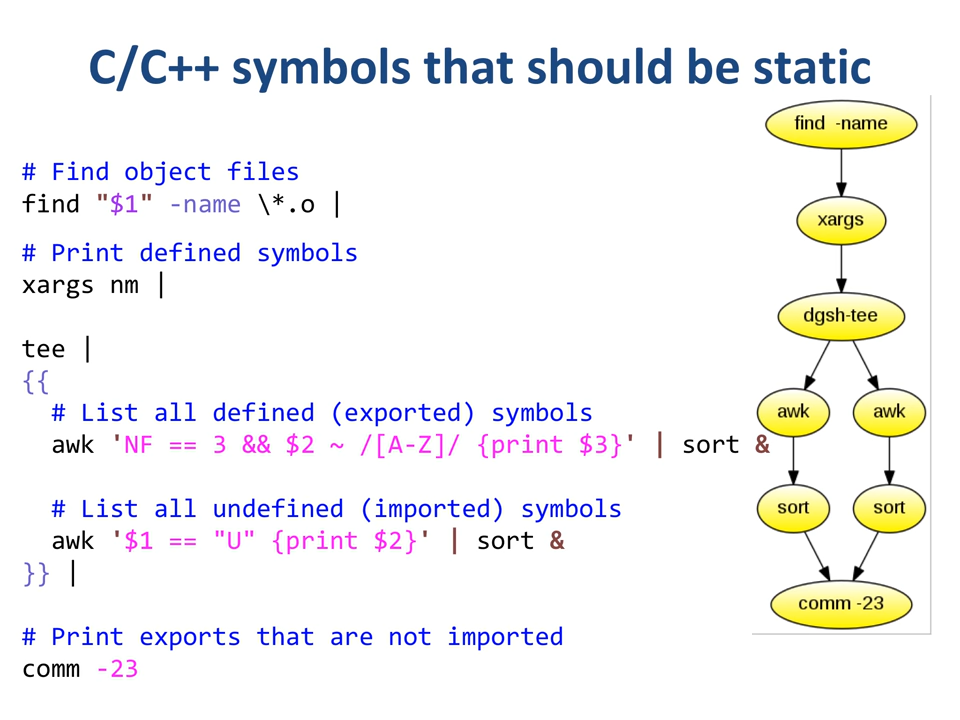 C/C++ symbols that should be static
# Find object files
find "$1" -name \*.o |
# Print defined symbols
xargs nm |
tee |
{{
# List all defined (exported) symbols
awk 'NF == 3 && $2 ~ /[A-Z]/ {print $3}' | sort &
# List all undefined (imported) symbols
awk '$1 == "U" {print $2}' | sort &
}} |
# Print exports that are not imported
comm -23
find -name
xargs
dgsh-tee
awk
awk
sort
sort
comm -23